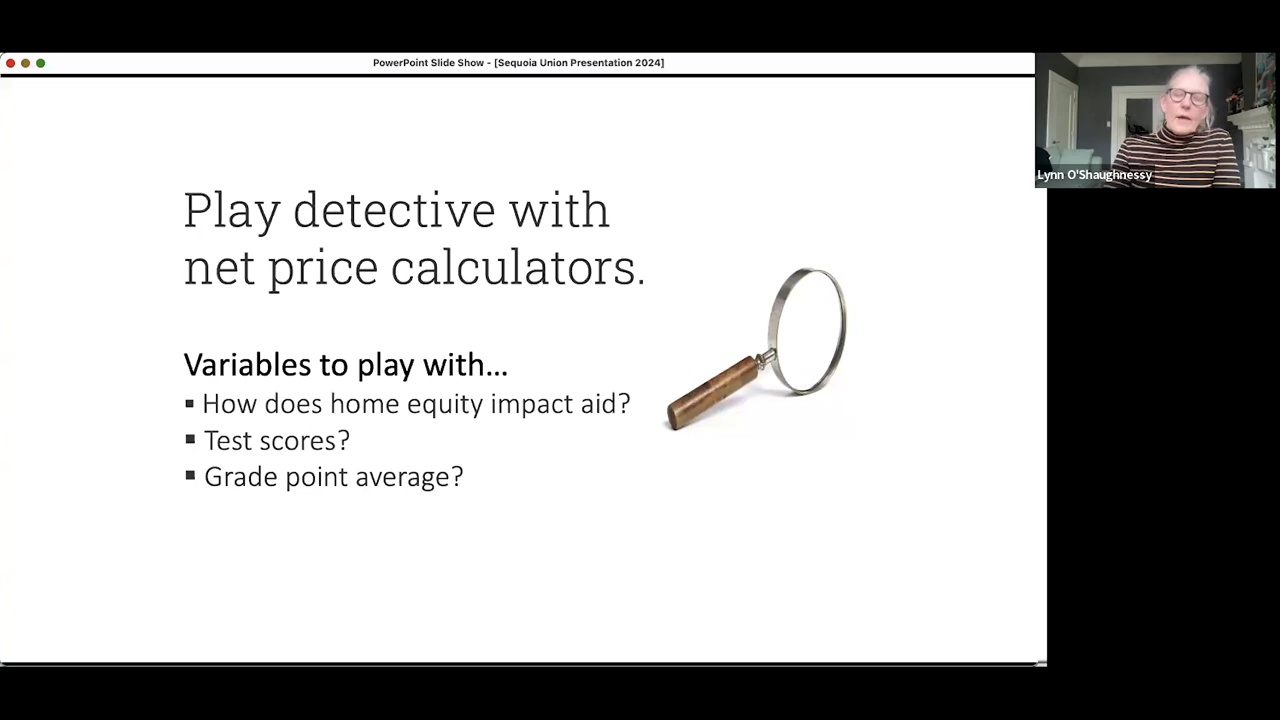 PowerPoint Slide Show - [Sequoia Union Presentation 2024]
Lynn O'Shaughnessy
Play detective with
net price calculators.
Variables to play with...
▪ How does home equity impact aid?
▪ Test scores?
▪ Grade point average?